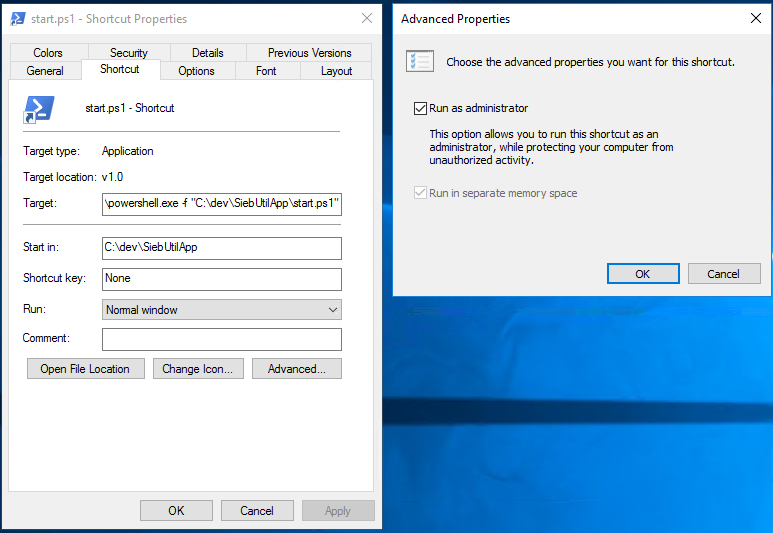 start.ps1 - Shortcut Properties
Colors
Security
Details
Previous Versions
General
Shortcut
Options
Font
Layout
start.ps1 - Shortcut
Target type: Application
Target location: v1.0
Target: \powershell.exe -f "C:\dev\SiebUtilApp\start.ps1"
Start in: C:\dev\SiebUtilApp
Shortcut key: None
Run: Normal window
Comment:
Open File Location
Change Icon...
Advanced...
OK
Cancel
Apply
Advanced Properties
Choose the advanced properties you want for this shortcut.
Run as administrator
This option allows you to run this shortcut as an
administrator, while protecting your computer from
unauthorized activity.
Run in separate memory space
OK
Cancel